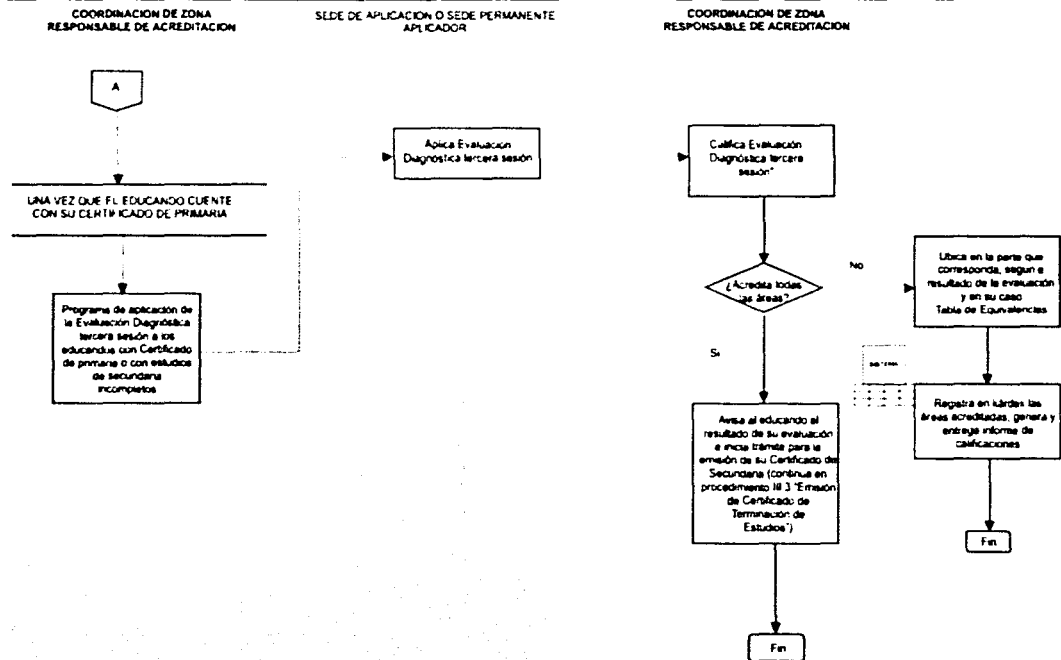 COORDINACION DE ZONA
RESPONSABLE DE ACREDITACION
SEDE DE APLICACION O SEDE PERMANENTE
APLICADOR
COORDINACION DE ZONA
RESPONSABLE DE ACREDITACION
A
UNA VEZ QUE EL EDUCANDO CUENTE
CON SU CERTIFICADO DE PRIMARIA
Programa de aplicación de
la Evaluación Diagnóstica
tercera sesión a los
educandos con Certificado
de primaria o con estudios
de secundaria
incompletos
Aplica Evaluación
Diagnóstica tercera sesión
Califica Evaluación
Diagnóstica tercera
sesión*
¿Acredita todas
las áreas?
No
Si
Ubica en la parte que
corresponda, según e
resultado de la evaluación
y en su caso
Tabla de Equivalencias
SISTEMA
Registra en kárdex las
áreas acreditadas, genera y
entrega informe de
calificaciones
Fin
Avisa al educando el
resultado de su evaluación
e inicia trámite para la
emisión de su Certificado de
Secundaria (continua en
procedimiento III 3 "Emisión
de Certificado de
Terminación de
Estudios")
Fin